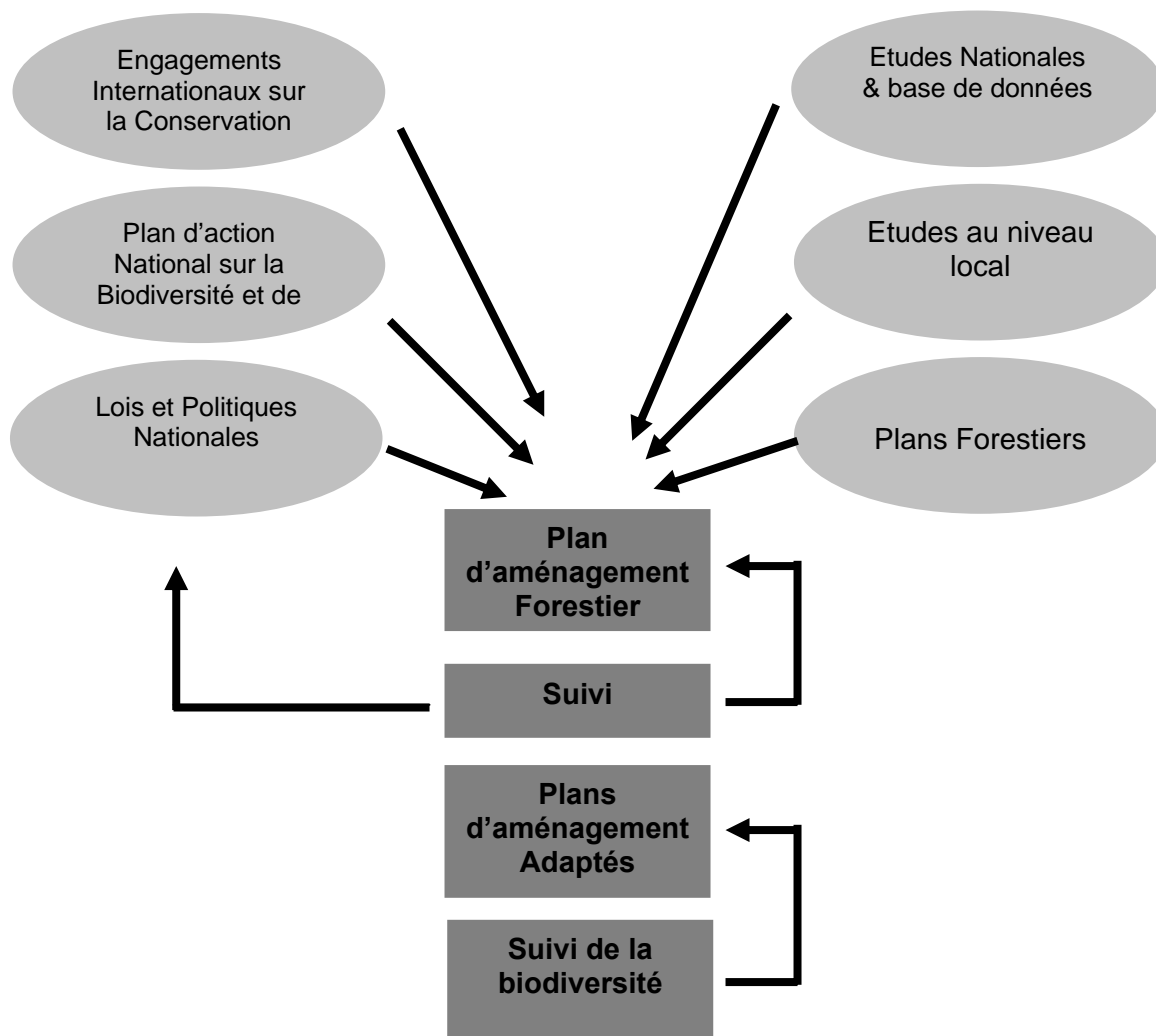 Engagements
Internationaux sur
la Conservation
Plan d’action
National sur la
Biodiversité et de
Lois et Politiques
Nationales
Etudes Nationales
& base de données
Etudes au niveau
local
Plans Forestiers
Plan
d’aménagement
Forestier
Suivi
Plans
d’aménagement
Adaptés
Suivi de la
biodiversité